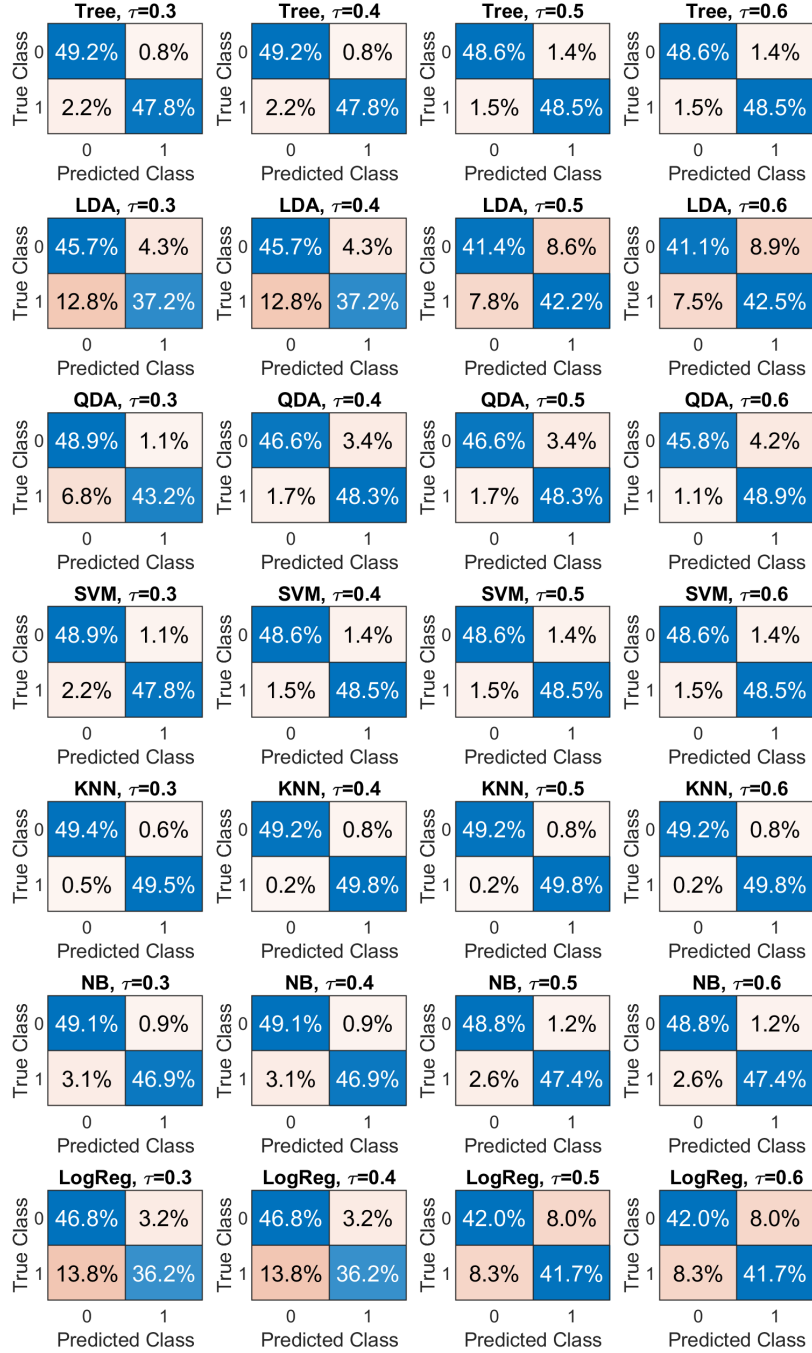 Tree, τ=0.3 Tree, τ=0.4 Tree, τ=0.5 Tree, τ=0.6
True Class 0 49.2% 0.8% True Class 0 49.2% 0.8% True Class 0 48.6% 1.4% True Class 0 48.6% 1.4%
1 2.2% 47.8% 1 2.2% 47.8% 1 1.5% 48.5% 1 1.5% 48.5%
0 1 0 1 0 1 0 1
Predicted Class Predicted Class Predicted Class Predicted Class
LDA, τ=0.3 LDA, τ=0.4 LDA, τ=0.5 LDA, τ=0.6
True Class 0 45.7% 4.3% True Class 0 45.7% 4.3% True Class 0 41.4% 8.6% True Class 0 41.1% 8.9%
1 12.8% 37.2% 1 12.8% 37.2% 1 7.8% 42.2% 1 7.5% 42.5%
0 1 0 1 0 1 0 1
Predicted Class Predicted Class Predicted Class Predicted Class
QDA, τ=0.3 QDA, τ=0.4 QDA, τ=0.5 QDA, τ=0.6
True Class 0 48.9% 1.1% True Class 0 46.6% 3.4% True Class 0 46.6% 3.4% True Class 0 45.8% 4.2%
1 6.8% 43.2% 1 1.7% 48.3% 1 1.7% 48.3% 1 1.1% 48.9%
0 1 0 1 0 1 0 1
Predicted Class Predicted Class Predicted Class Predicted Class
SVM, τ=0.3 SVM, τ=0.4 SVM, τ=0.5 SVM, τ=0.6
True Class 0 48.9% 1.1% True Class 0 48.6% 1.4% True Class 0 48.6% 1.4% True Class 0 48.6% 1.4%
1 2.2% 47.8% 1 1.5% 48.5% 1 1.5% 48.5% 1 1.5% 48.5%
0 1 0 1 0 1 0 1
Predicted Class Predicted Class Predicted Class Predicted Class
KNN, τ=0.3 KNN, τ=0.4 KNN, τ=0.5 KNN, τ=0.6
True Class 0 49.4% 0.6% True Class 0 49.2% 0.8% True Class 0 49.2% 0.8% True Class 0 49.2% 0.8%
1 0.5% 49.5% 1 0.2% 49.8% 1 0.2% 49.8% 1 0.2% 49.8%
0 1 0 1 0 1 0 1
Predicted Class Predicted Class Predicted Class Predicted Class
NB, τ=0.3 NB, τ=0.4 NB, τ=0.5 NB, τ=0.6
True Class 0 49.1% 0.9% True Class 0 49.1% 0.9% True Class 0 48.8% 1.2% True Class 0 48.8% 1.2%
1 3.1% 46.9% 1 3.1% 46.9% 1 2.6% 47.4% 1 2.6% 47.4%
0 1 0 1 0 1 0 1
Predicted Class Predicted Class Predicted Class Predicted Class
LogReg, τ=0.3 LogReg, τ=0.4 LogReg, τ=0.5 LogReg, τ=0.6
True Class 0 46.8% 3.2% True Class 0 46.8% 3.2% True Class 0 42.0% 8.0% True Class 0 42.0% 8.0%
1 13.8% 36.2% 1 13.8% 36.2% 1 8.3% 41.7% 1 8.3% 41.7%
0 1 0 1 0 1 0 1
Predicted Class Predicted Class Predicted Class Predicted Class